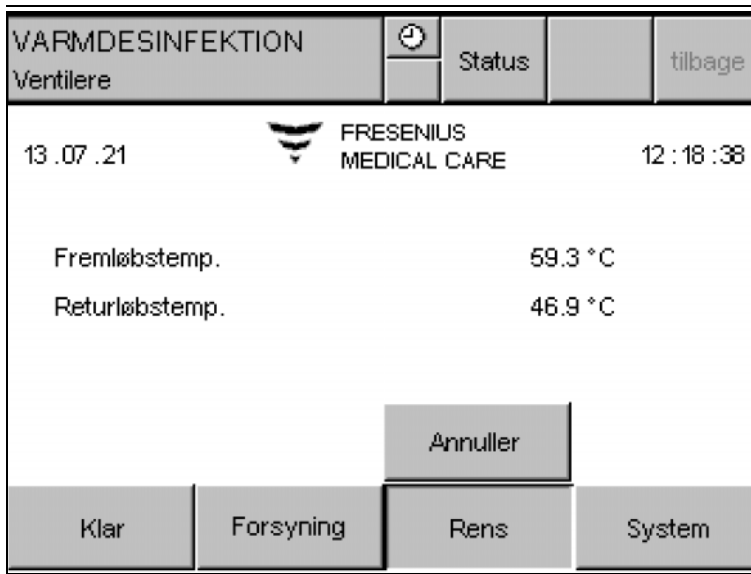 VARMDESINFEKTION
Ventilere
Status
tilbage
13 .07 .21
FRESENIUS
MEDICAL CARE
12 : 18 : 38
Fremløbstemp. 59.3 °C
Returløbstemp. 46.9 °C
Annuller
Klar Forsyning Rens System